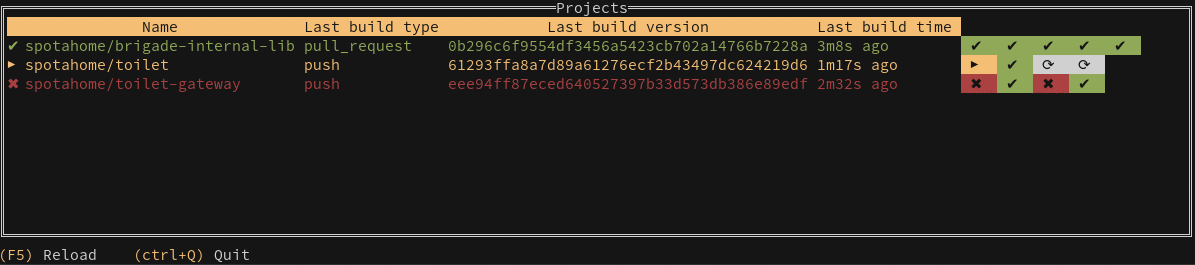 Projects
Name Last build type Last build version Last build time
✔ spotahome/brigade-internal-lib pull_request 0b296c6f9554df3456a5423cb702a14766b7228a 3m8s ago ✔ ✔ ✔ ✔ ✔
▶ spotahome/toilet push 61293ffa8a7d89a61276ecf2b43497dc624219d6 1m17s ago ▶ ✔ ⟳ ⟳
✖ spotahome/toilet-gateway push eee94ff87eced640527397b33d573db386e89edf 2m32s ago ✖ ✔ ✖ ✔
(F5) Reload (ctrl+Q) Quit